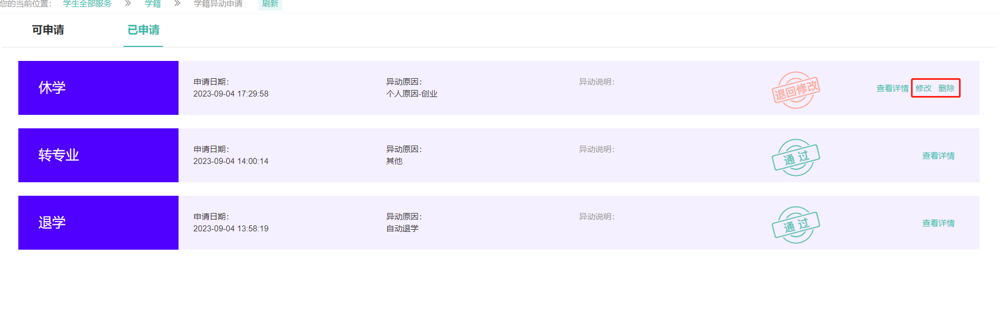 您的当前位置： 学生全部服务 » 学籍 » 学籍异动申请 刷新
可申请 已申请
休学
申请日期：
2023-09-04 17:29:58
异动原因：
个人原因-创业
异动说明：
退回修改
查看详情 修改 删除
转专业
申请日期：
2023-09-04 14:00:14
异动原因：
其他
异动说明：
通过
查看详情
退学
申请日期：
2023-09-04 13:58:19
异动原因：
自动退学
异动说明：
通过
查看详情